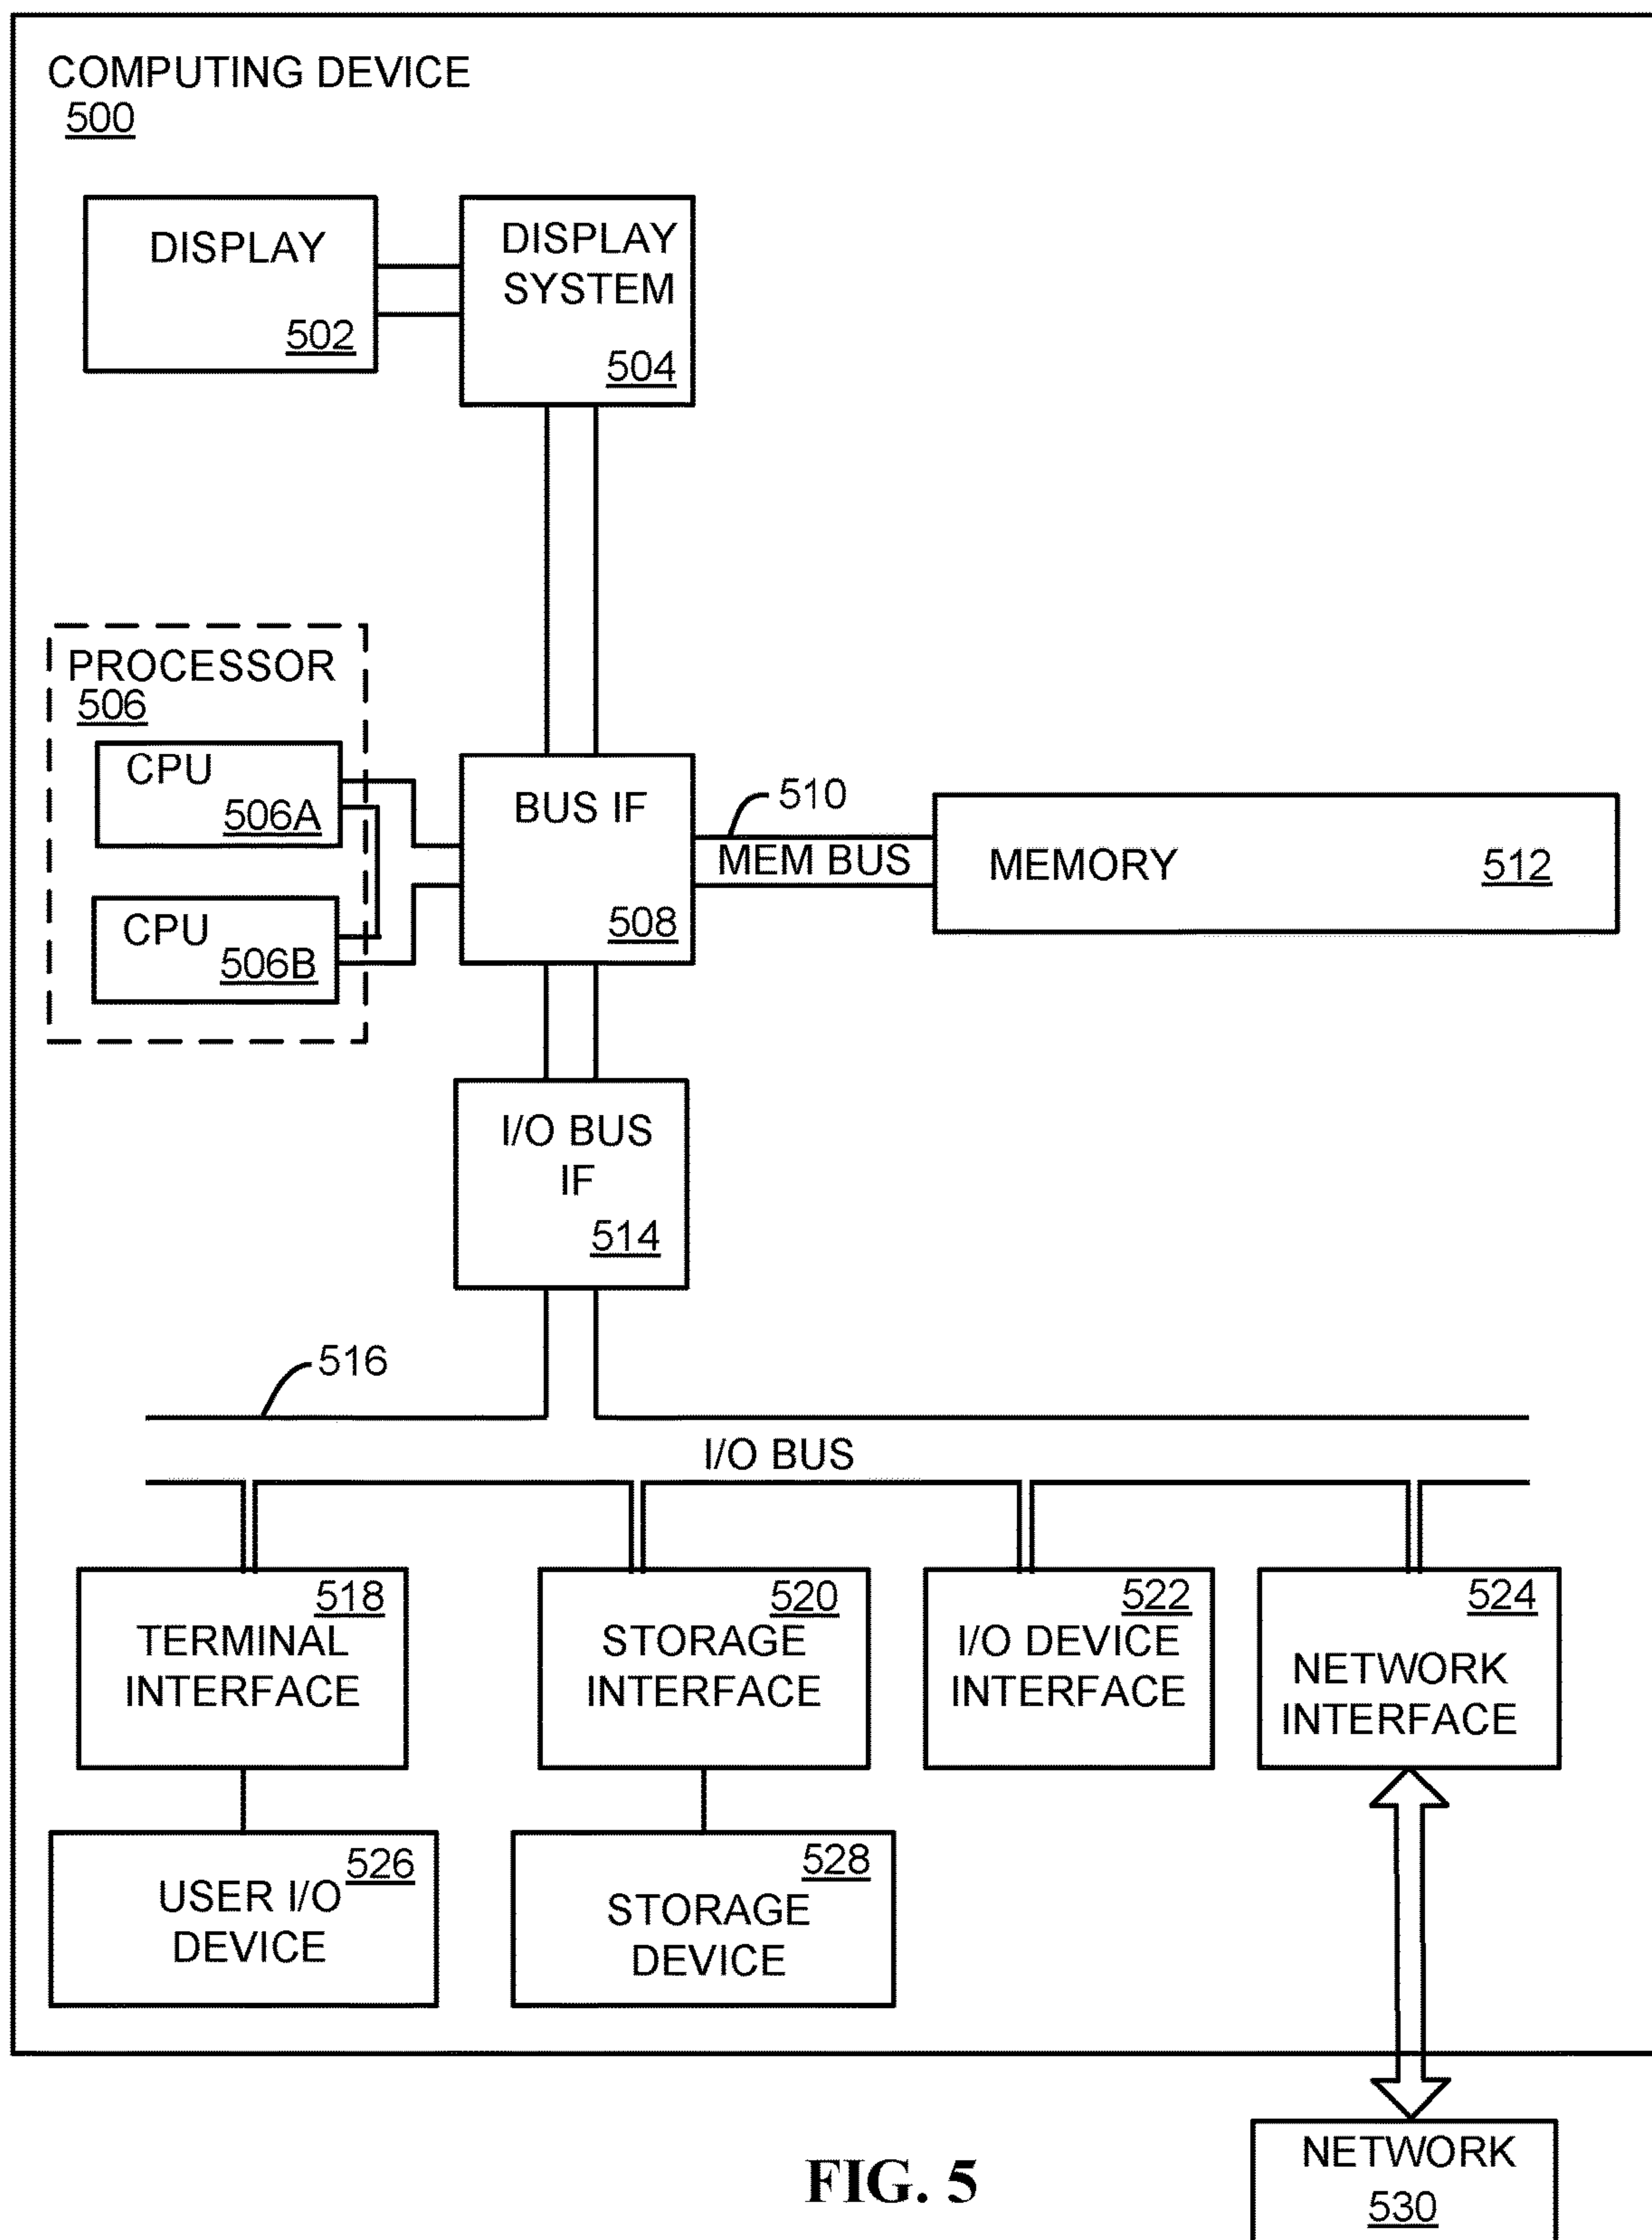 COMPUTING DEVICE
500
DISPLAY
502
DISPLAY
SYSTEM
504
PROCESSOR
506
CPU
506A
CPU
506B
BUS IF
508
510
MEM BUS
MEMORY
512
I/O BUS
IF
514
516
I/O BUS
518
TERMINAL
INTERFACE
520
STORAGE
INTERFACE
522
I/O DEVICE
INTERFACE
524
NETWORK
INTERFACE
526
USER I/O
DEVICE
528
STORAGE
DEVICE
NETWORK
530
FIG. 5